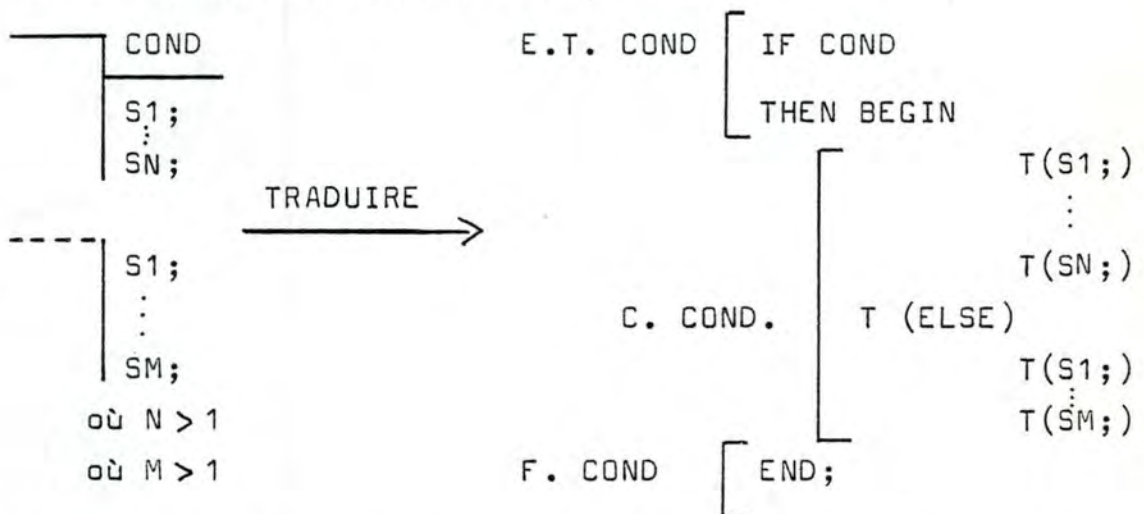 COND
S1;
SN;
TRADUIRE
S1;
SM;
où N > 1
où M > 1
E.T. COND
IF COND
THEN BEGIN
T(S1;)
T(SN;)
C. COND.
T (ELSE)
T(S1;)
T(SM;)
F. COND
END;